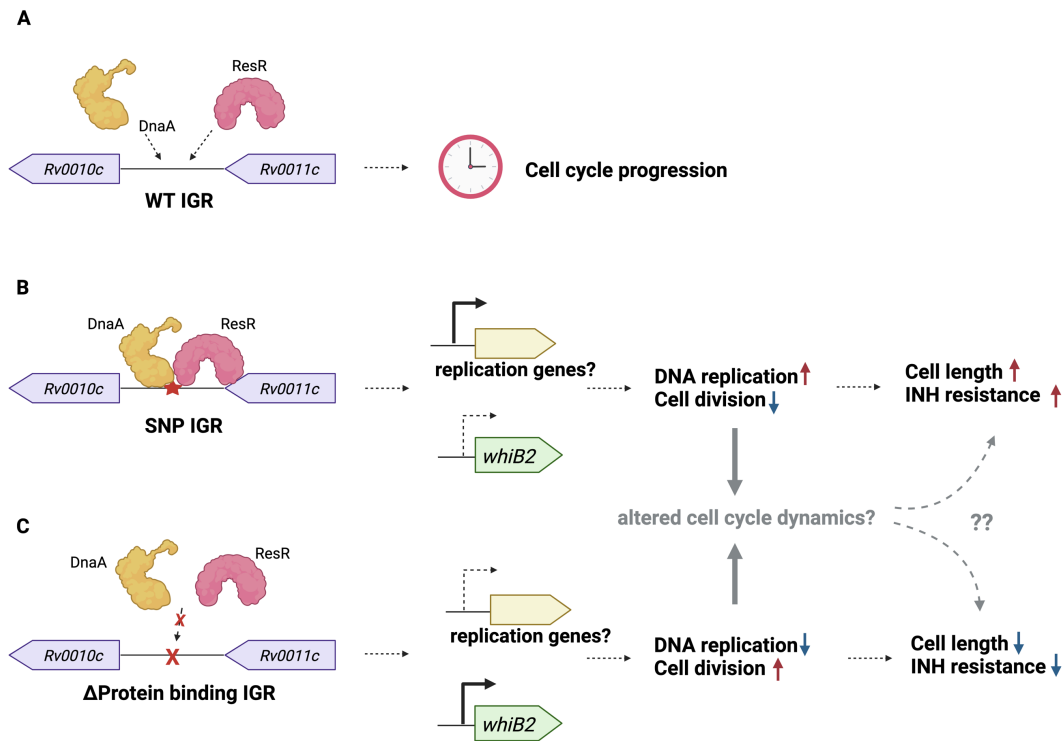 A
ResR
DnaA
Rv0010c
Rv0011c
WT IGR
Cell cycle progression
B
DnaA
ResR
Rv0010c
Rv0011c
SNP IGR
replication genes?
whiB2
DNA replication
Cell division
Cell length
INH resistance
altered cell cycle dynamics?
??
C
DnaA
ResR
X
Rv0010c
X
Rv0011c
ΔProtein binding IGR
replication genes?
whiB2
DNA replication
Cell division
Cell length
INH resistance